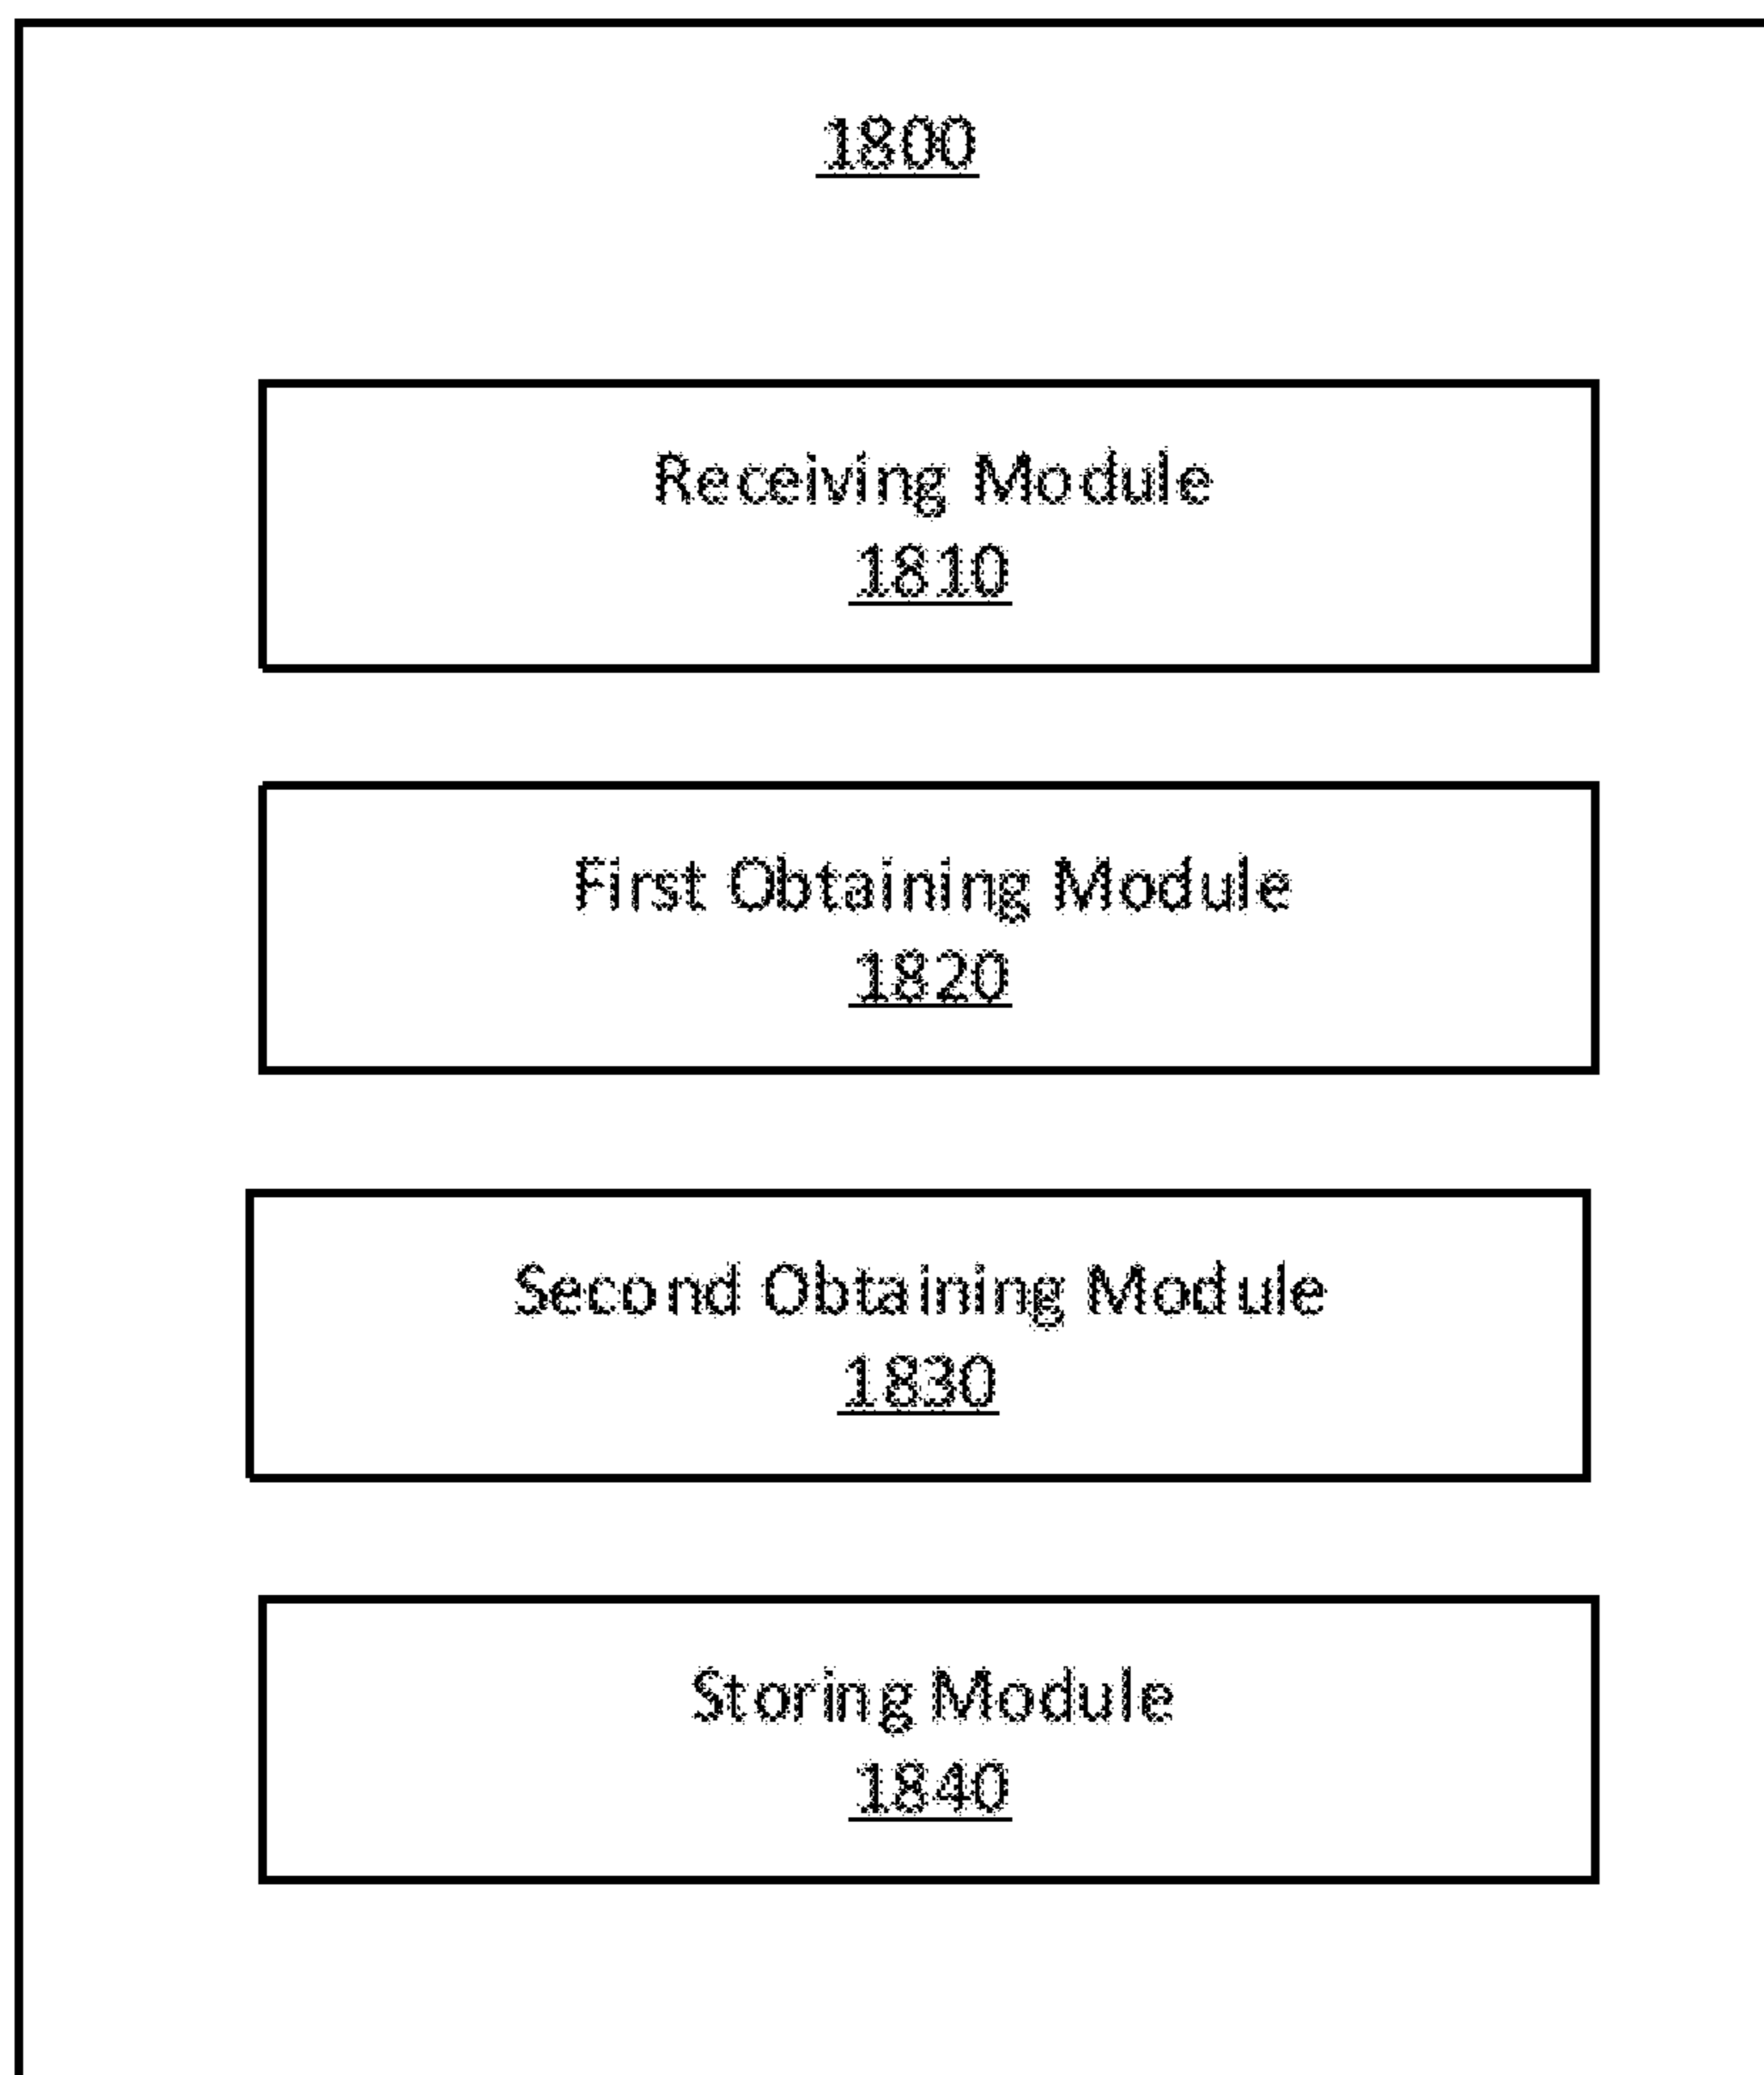 1800
Receiving Module
1810
First Obtaining Module
1820
Second Obtaining Module
1830
Storing Module
1840